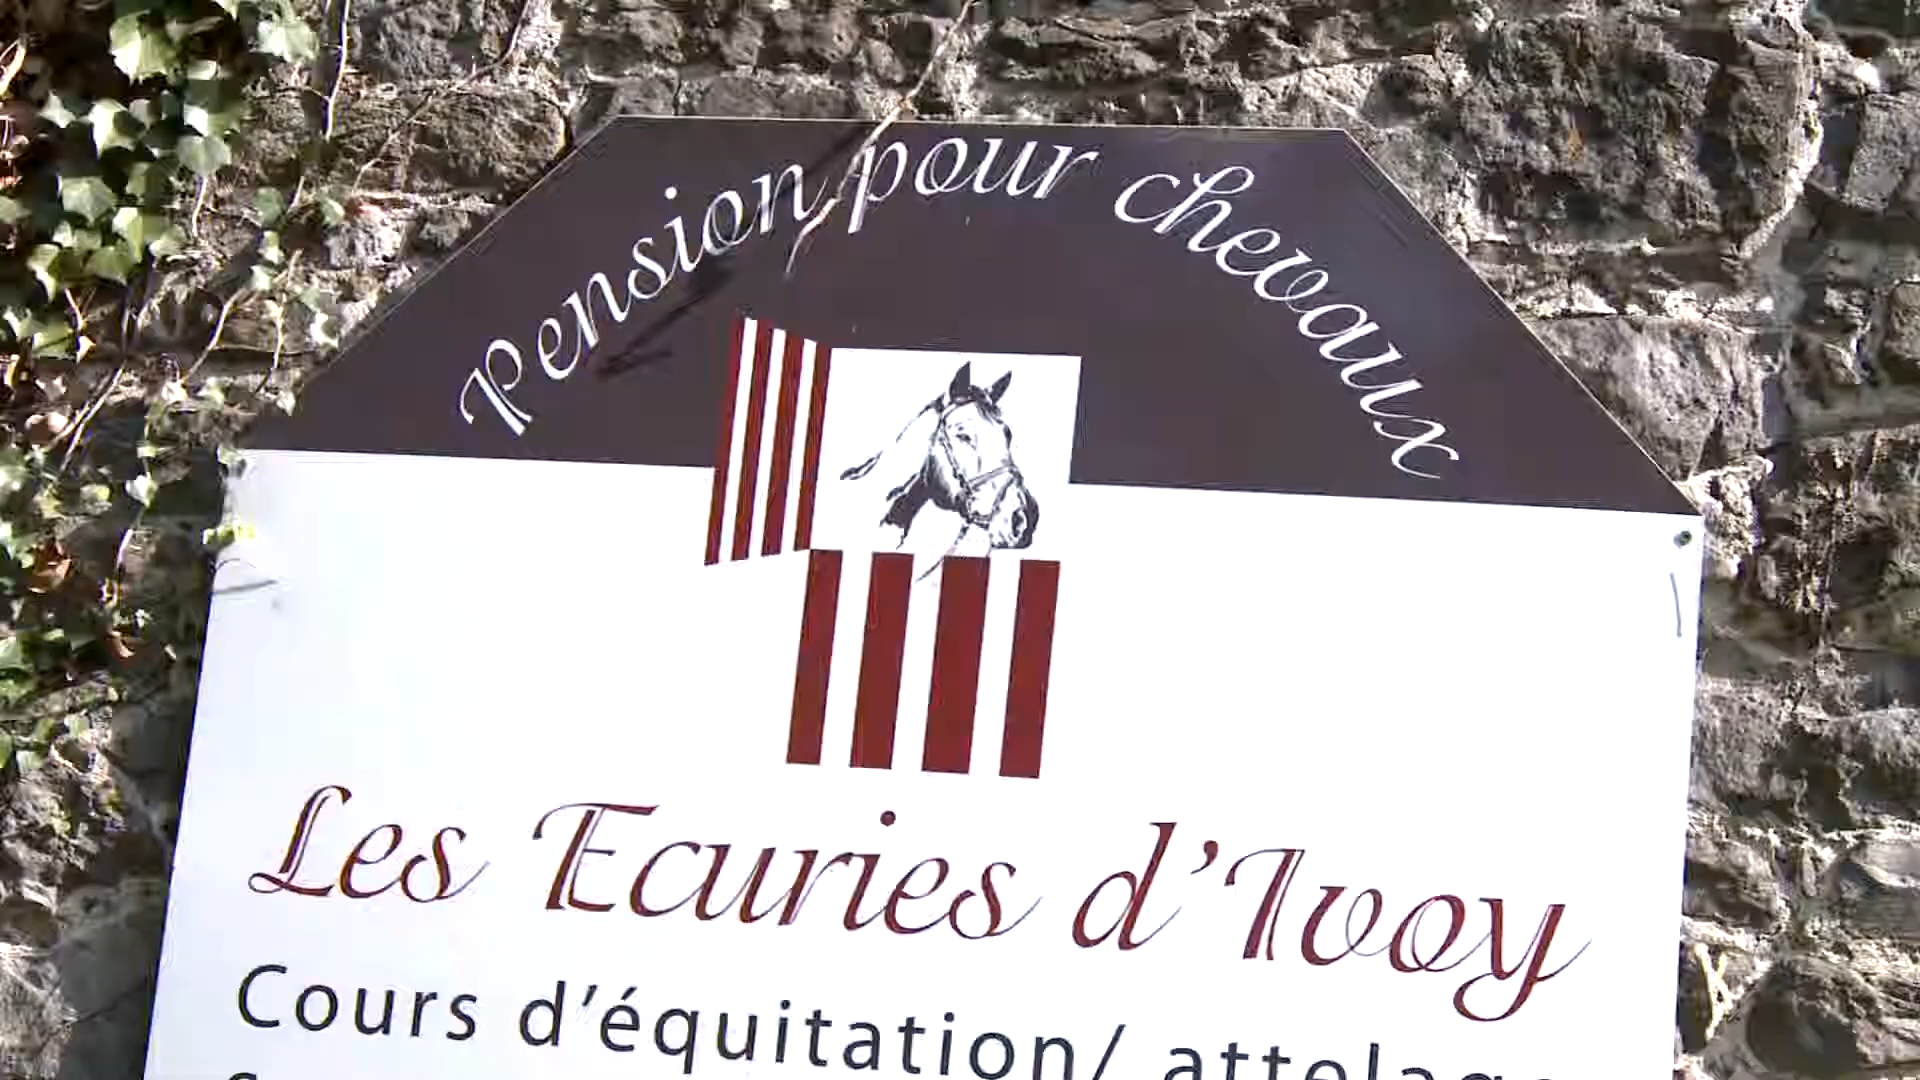 Pension pour chevaux
Les Ecuries d'Ivoy
Cours d'équitation/ attelage